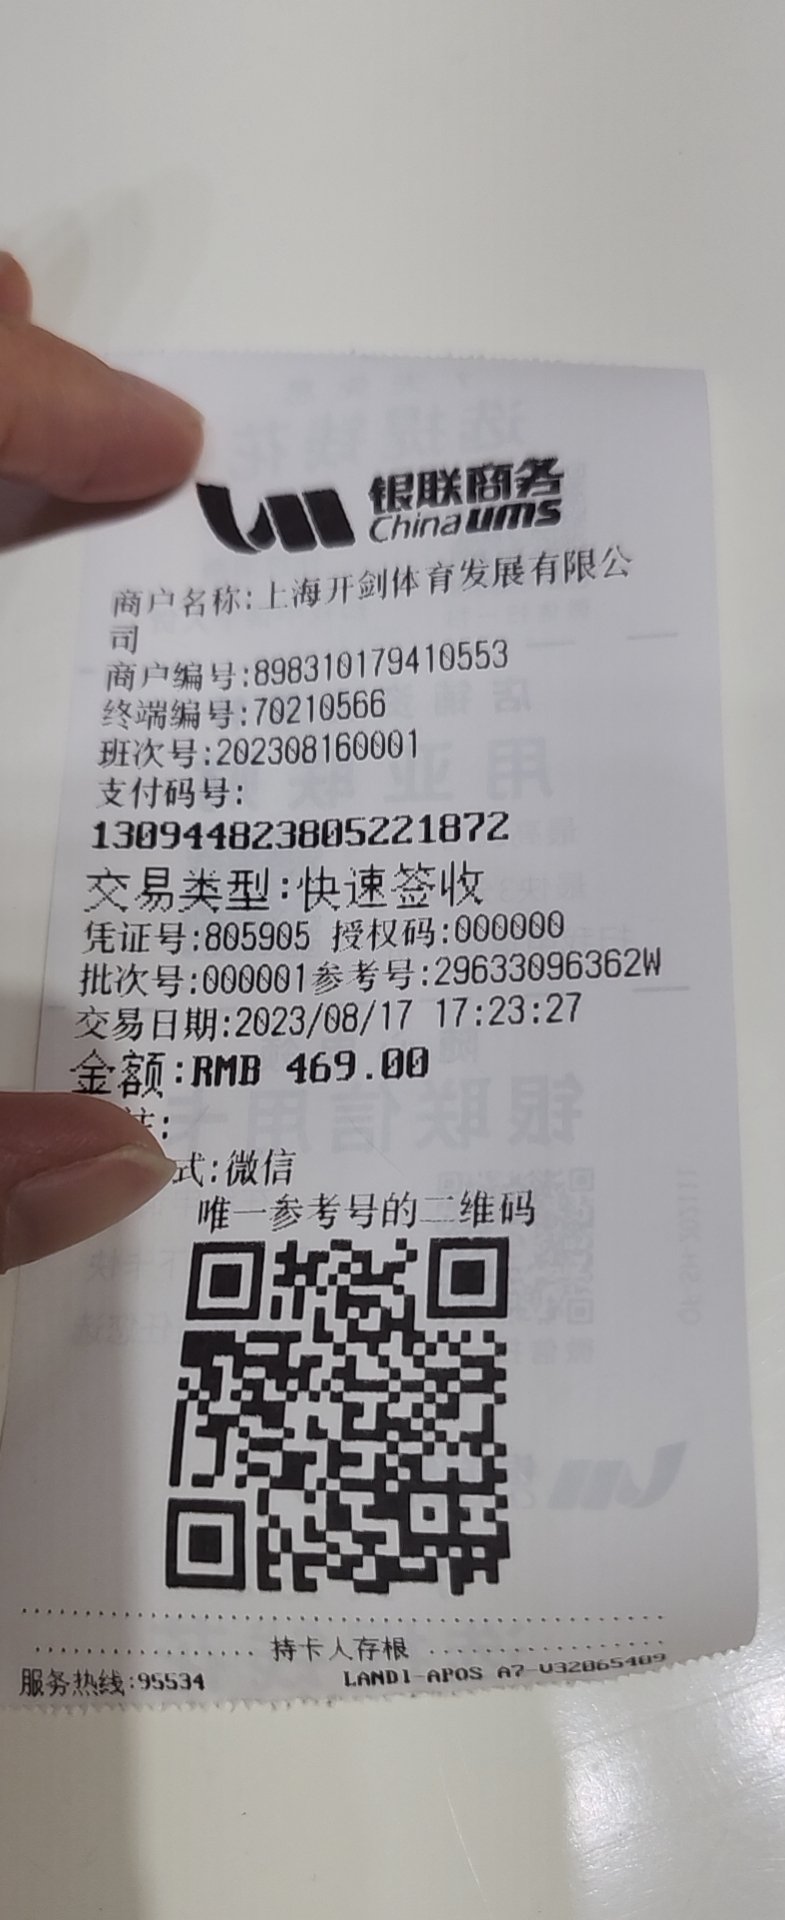 银联商务
Chinaums
商户名称:上海开剑体育发展有限公
司
商户编号:898310179410553
终端编号:70210566
班次号:202308160001
支付码号:
130944823805221872
交易类型:快速签收
凭证号:805905 授权码:000000
批次号:000001参考号:29633096362W
交易日期:2023/08/17 17:23:27
金额:RMB 469.00
注:
式:微信
唯一参考号的二维码
持卡人存根
服务热线:95534 LANDI-APOS A7-V32065409